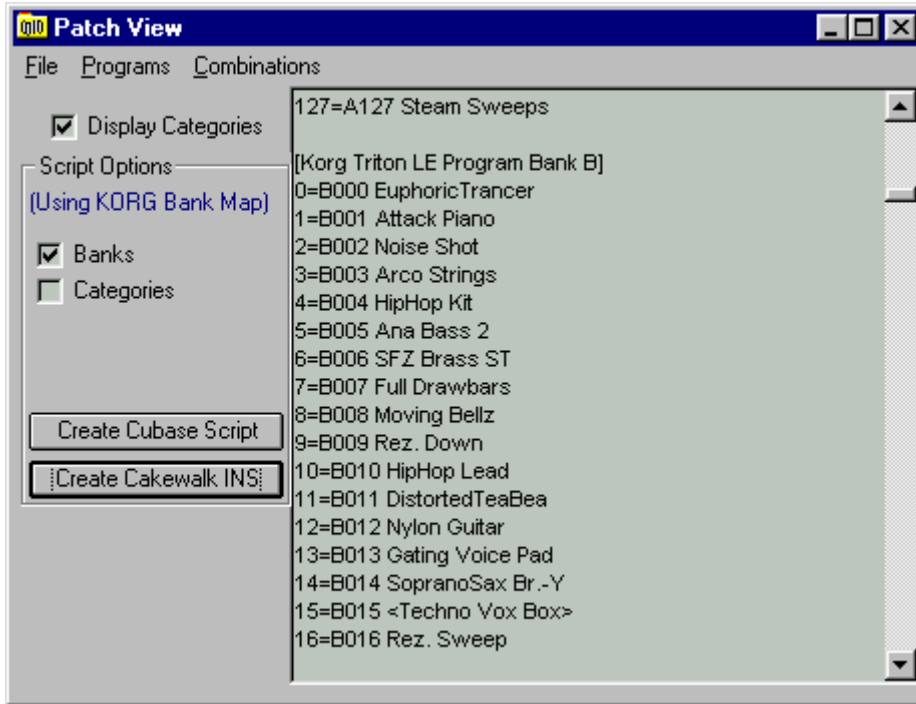 Patch View
File Programs Combinations
Display Categories
Script Options
(Using KORG Bank Map)
Banks
Categories
Create Cubase Script
Create Cakewalk INS
127=A127 Steam Sweeps
[Korg Triton LE Program Bank B]
0=B000 EuphoricTrancer
1=B001 Attack Piano
2=B002 Noise Shot
3=B003 Arco Strings
4=B004 HipHop Kit
5=B005 Ana Bass 2
6=B006 SFZ Brass ST
7=B007 Full Drawbars
8=B008 Moving Bellz
9=B009 Rez. Down
10=B010 HipHop Lead
11=B011 DistortedTeaBea
12=B012 Nylon Guitar
13=B013 Gating Voice Pad
14=B014 SopranoSax Br.-Y
15=B015 <Techno Vox Box>
16=B016 Rez. Sweep